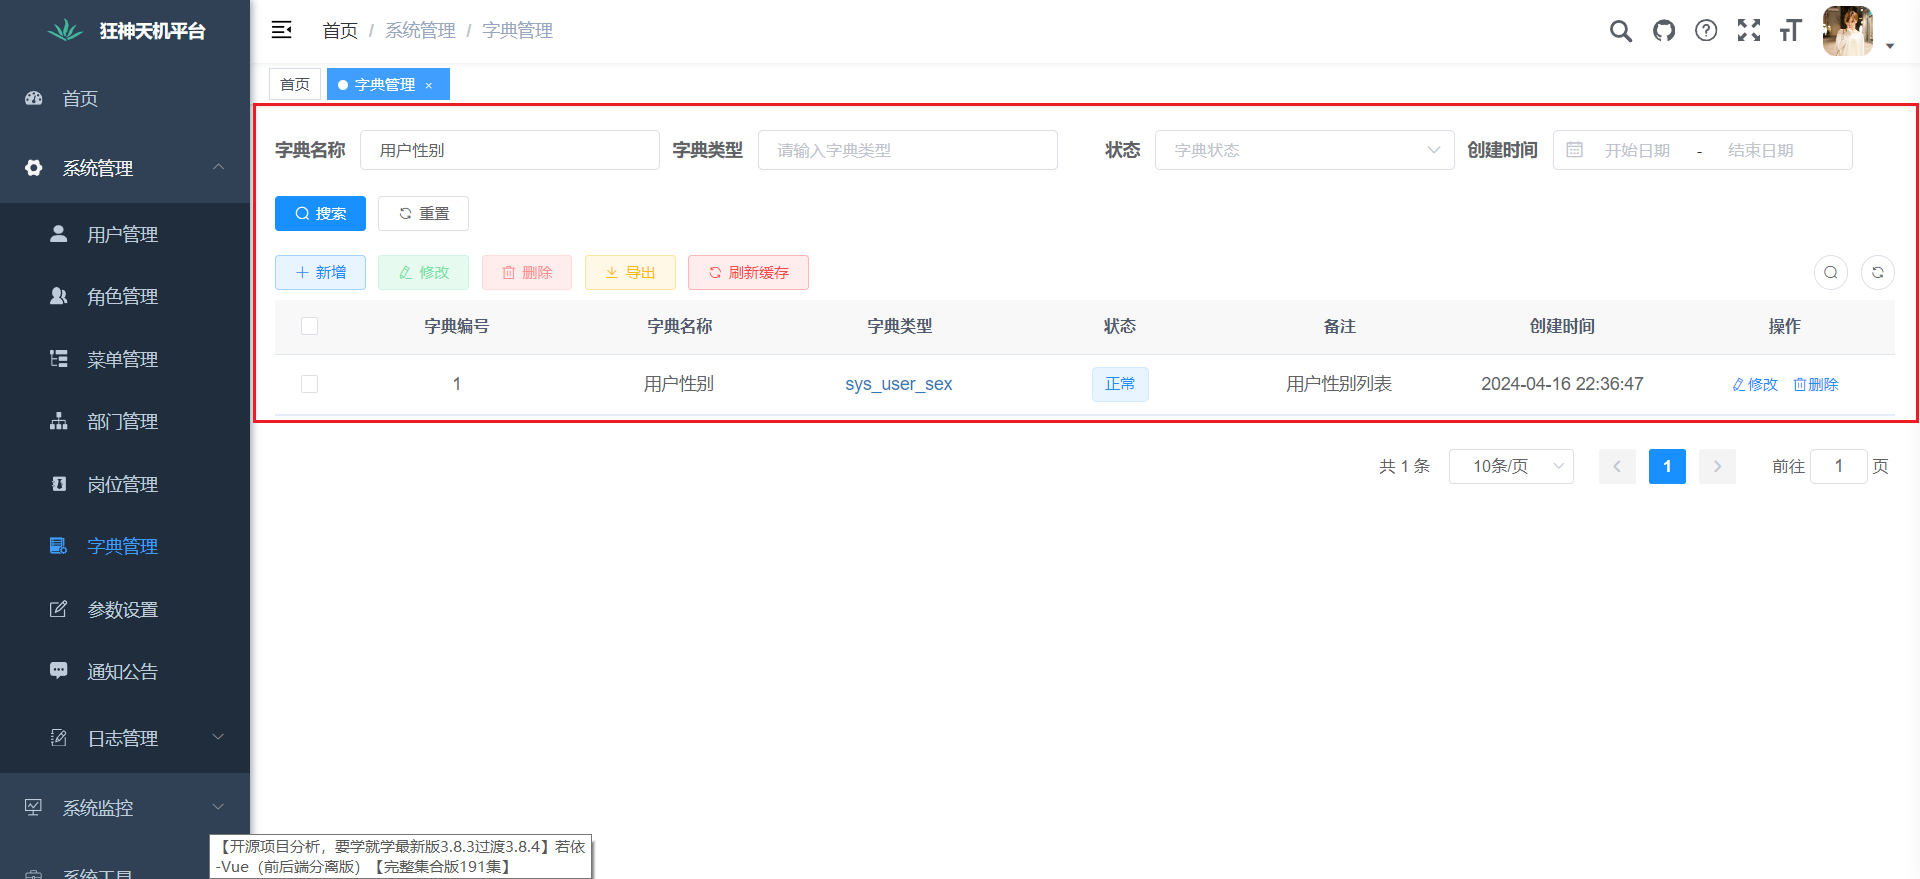 狂神天机平台
首页 / 系统管理 / 字典管理
首页
字典管理 ×
首页
系统管理
用户管理
角色管理
菜单管理
部门管理
岗位管理
字典管理
参数设置
通知公告
日志管理
系统监控
系统工具
字典名称 用户性别 字典类型 请输入字典类型 状态 字典状态 创建时间 开始日期 - 结束日期
搜索 重置
新增 修改 删除 导出 刷新缓存
字典编号 字典名称 字典类型 状态 备注 创建时间 操作
1 用户性别 sys_user_sex 正常 用户性别列表 2024-04-16 22:36:47 修改 删除
共 1 条 10条/页 1 前往 1 页
【开源项目分析，要学就学最新版3.8.3过渡3.8.4】若依
-Vue（前后端分离版）【完整集合版191集】